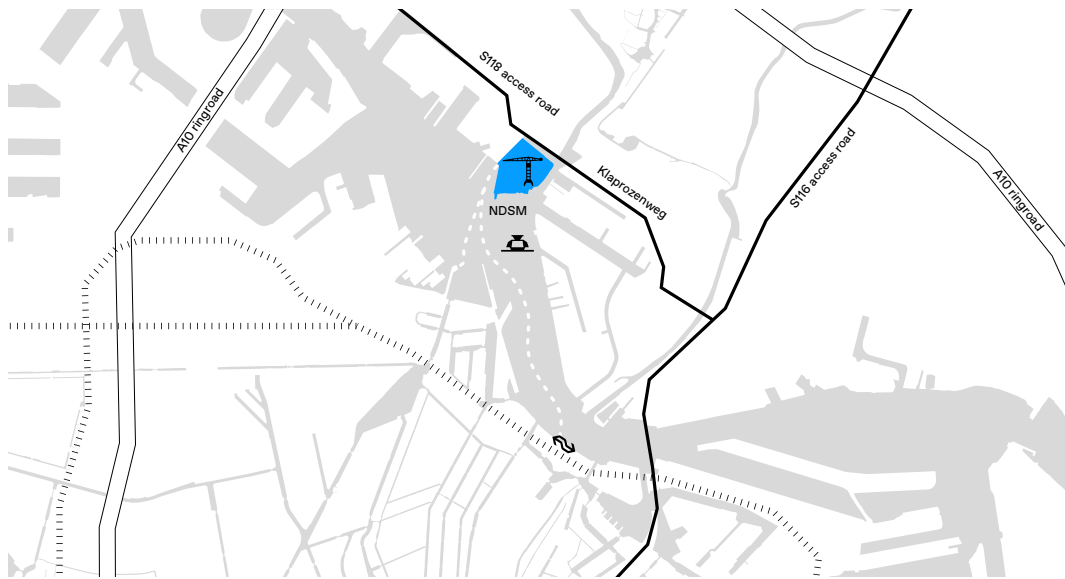 S118 access road
A10 ringroad
S116 access road
Klaprozenweg
A10 ringroad
NDSM